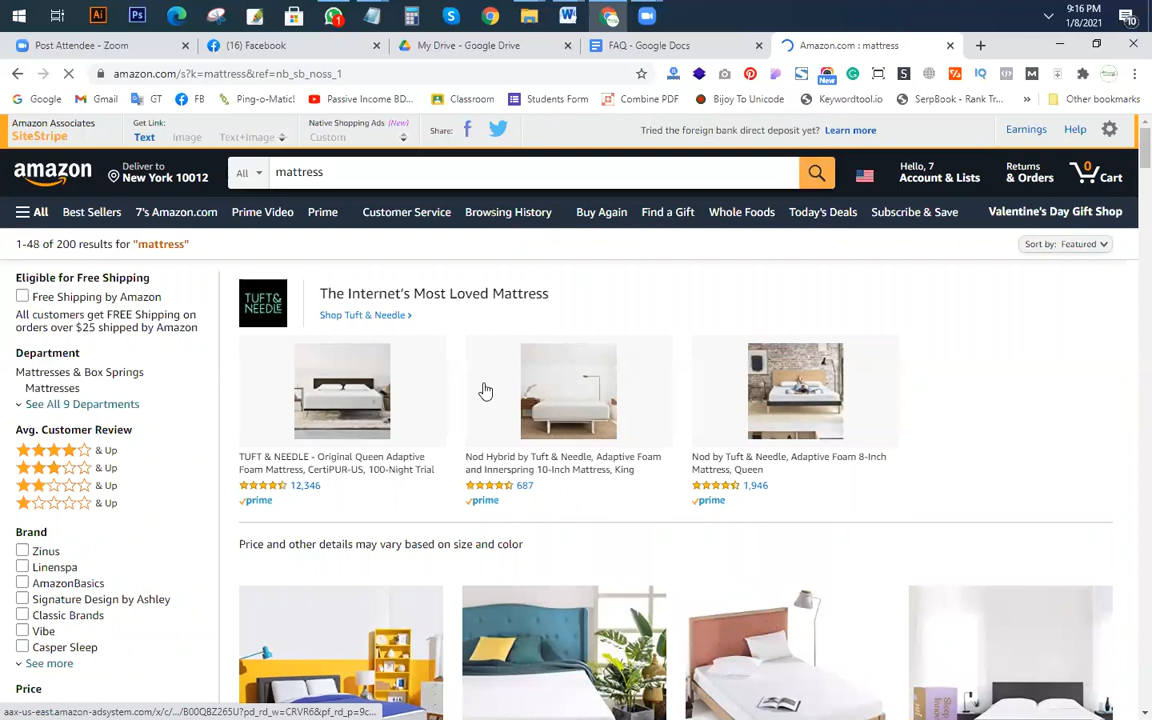 9:16 PM
1/8/2021
10
1
Post Attendee - Zoom
(16) Facebook
My Drive - Google Drive
FAQ - Google Docs
Amazon.com : mattress
amazon.com/s?k=mattress&ref=nb_sb_noss_1
Google
Gmail
GT
FB
Ping-o-Matic!
Passive Income BD...
Classroom
Students Form
Combine PDF
Bijoy To Unicode
Keywordtool.io
SerpBook - Rank Tr...
Other bookmarks
Amazon Associates
SiteStripe
Get Link:
Text
Image
Text+Image
Native Shopping Ads (New)
Custom
Share:
Tried the foreign bank direct deposit yet? Learn more
Earnings
Help
amazon
Deliver to
New York 10012
All
mattress
Hello, 7
Account & Lists
Returns
& Orders
0
Cart
All
Best Sellers
7's Amazon.com
Prime Video
Prime
Customer Service
Browsing History
Buy Again
Find a Gift
Whole Foods
Today's Deals
Subscribe & Save
Valentine's Day Gift Shop
1-48 of 200 results for "mattress"
Sort by: Featured
Eligible for Free Shipping
Free Shipping by Amazon
All customers get FREE Shipping on
orders over $25 shipped by Amazon
Department
Mattresses & Box Springs
Mattresses
See All 9 Departments
Avg. Customer Review
& Up
& Up
& Up
& Up
Brand
Zinus
Linenspa
AmazonBasics
Signature Design by Ashley
Classic Brands
Vibe
Casper Sleep
See more
Price
TUFT&
NEEDLE
The Internet's Most Loved Mattress
Shop Tuft & Needle ›
TUFT & NEEDLE - Original Queen Adaptive
Foam Mattress, CertiPUR-US, 100-Night Trial
12,346
prime
Nod Hybrid by Tuft & Needle, Adaptive Foam
and Innerspring 10-Inch Mattress, King
687
prime
Nod by Tuft & Needle, Adaptive Foam 8-Inch
Mattress, Queen
1,946
prime
Price and other details may vary based on size and color
aax-us-east.amazon-adsystem.com/x/c/.../B00QBZ265U?pd_rd_w=CRVR6&pf_rd_p=9c...